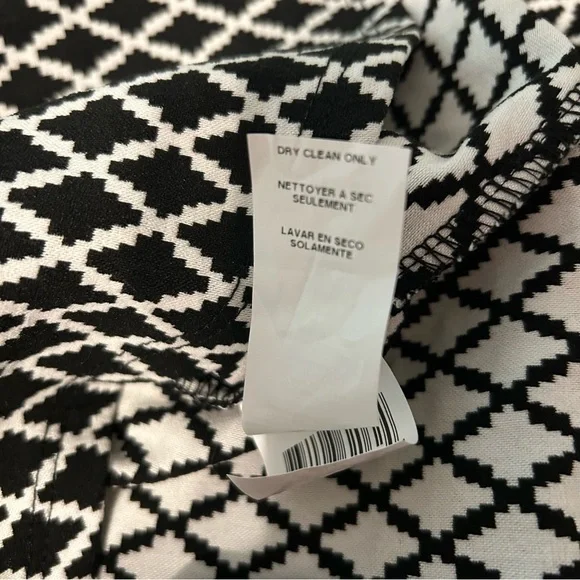 DRY CLEAN ONLY
NETTOYER A SEC
SEULEMENT
LAVAR EN SECO
SOLAMENTE